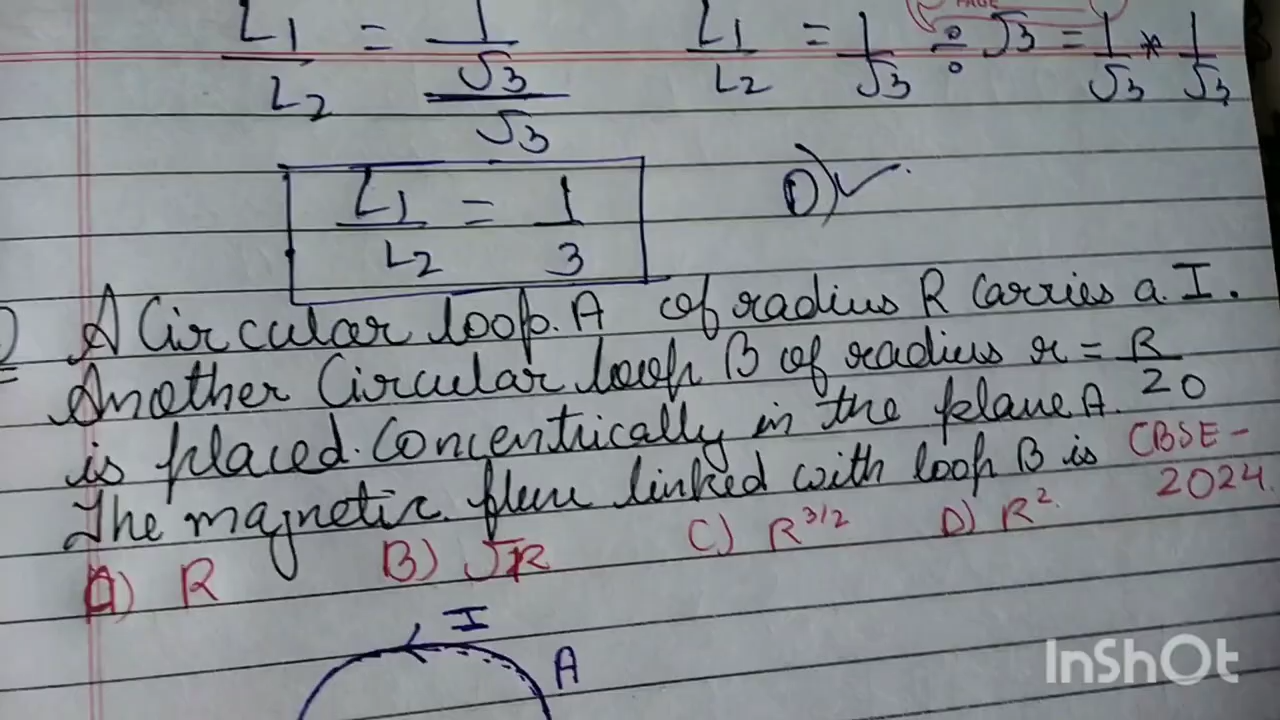 L1/L2 = 1/√3/√3 L1/L2 = 1/√3 ÷ √3 = 1/√3 * 1/√3
L1/L2 = 1/3 D)✓
A Circular loop. A of radius R Carries a. I.
Another Circular loop B of radius r = R/20
is placed. Concentrically in the plane A.
The magnetic flux linked with loop B is CBSE-2024.
A) R B) √R C) R^3/2 D) R^2.
I
A
InShOt